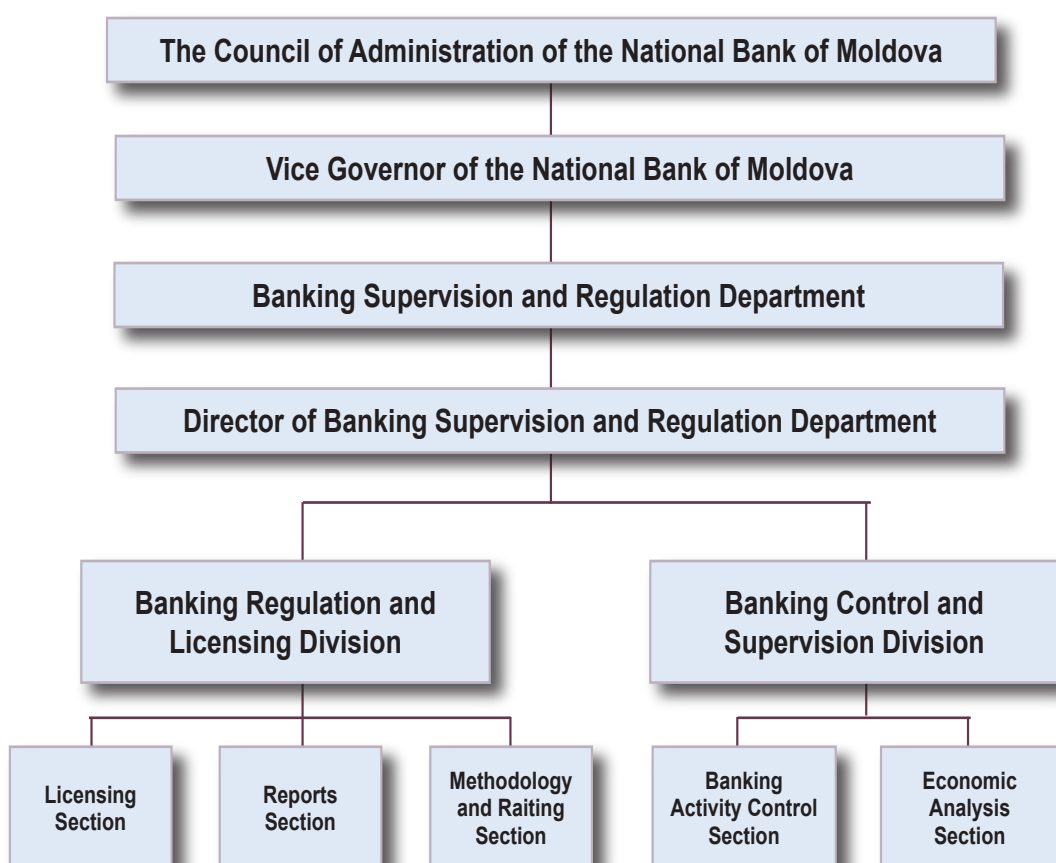 The Council of Administration of the National Bank of Moldova
Vice Governor of the National Bank of Moldova
Banking Supervision and Regulation Department
Director of Banking Supervision and Regulation Department
Banking Regulation and
Licensing Division
Banking Control and
Supervision Division
Licensing
Section
Reports
Section
Methodology
and Raiting
Section
Banking
Activity Control
Section
Economic
Analysis
Section